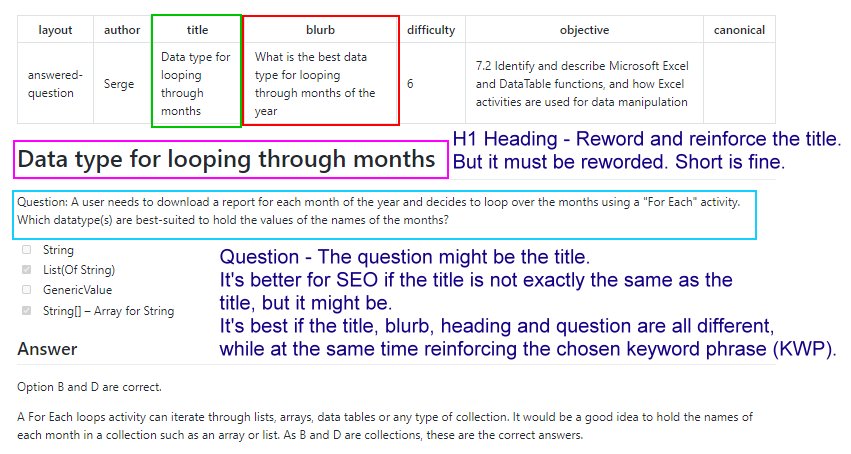 layout author title blurb difficulty objective canonical
answered-question
Serge
Data type for
looping
through
months
What is the best data
type for looping
through months of the
year
6
7.2 Identify and describe Microsoft Excel
and DataTable functions, and how Excel
activities are used for data manipulation
Data type for looping through months
H1 Heading - Reword and reinforce the title.
But it must be reworded. Short is fine.
Question: A user needs to download a report for each month of the year and decides to loop over the months using a "For Each" activity.
Which datatype(s) are best-suited to hold the values of the names of the months?
String
List(Of String)
GenericValue
String[] – Array for String
Question - The question might be the title.
It's better for SEO if the title is not exactly the same as the
title, but it might be.
It's best if the title, blurb, heading and question are all different,
while at the same time reinforcing the chosen keyword phrase (KWP).
Answer
Option B and D are correct.
A For Each loops activity can iterate through lists, arrays, data tables or any type of collection. It would be a good idea to hold the names of
each month in a collection such as an array or list. As B and D are collections, these are the correct answers.